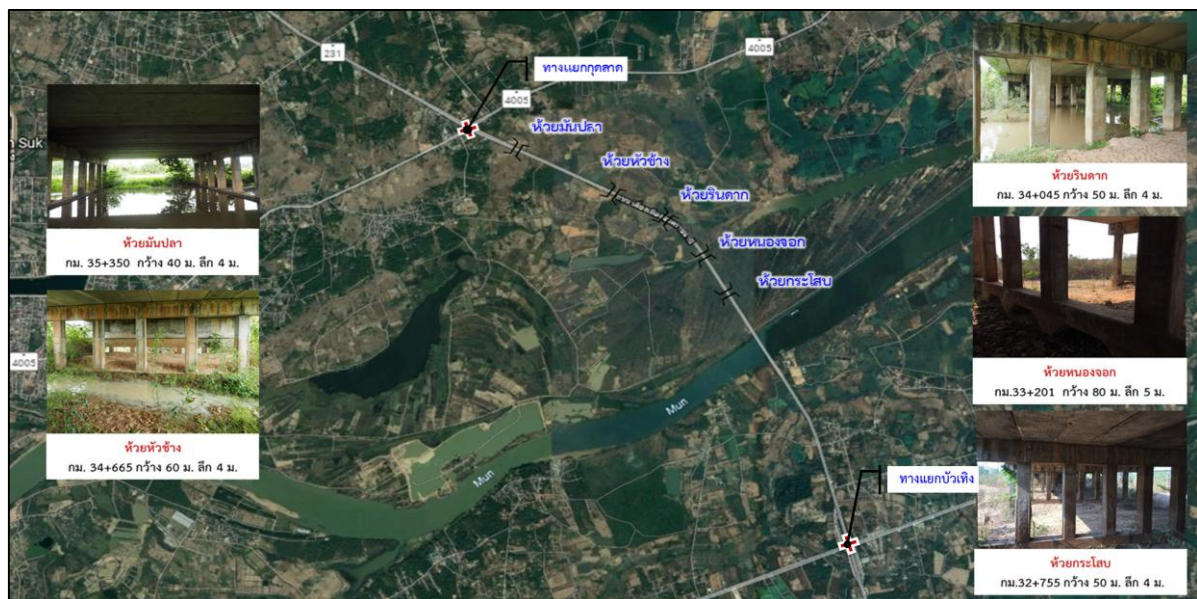 231
4005
ทางแยกกุดลาด
4005
ห้วยมันปลา
ห้วยหัวช้าง
ห้วยรินดาก
ห้วยหนองจอก
ห้วยกระโสบ
Suk
4005
Mun
Mun
ทางแยกบัวเทิง
ห้วยมันปลา
กม. 35+350 กว้าง 40 ม. ลึก 4 ม.
ห้วยหัวช้าง
กม. 34+665 กว้าง 60 ม. ลึก 4 ม.
ห้วยรินดาก
กม. 34+045 กว้าง 50 ม. ลึก 4 ม.
ห้วยหนองจอก
กม.33+201 กว้าง 80 ม. ลึก 5 ม.
ห้วยกระโสบ
กม.32+755 กว้าง 50 ม. ลึก 4 ม.